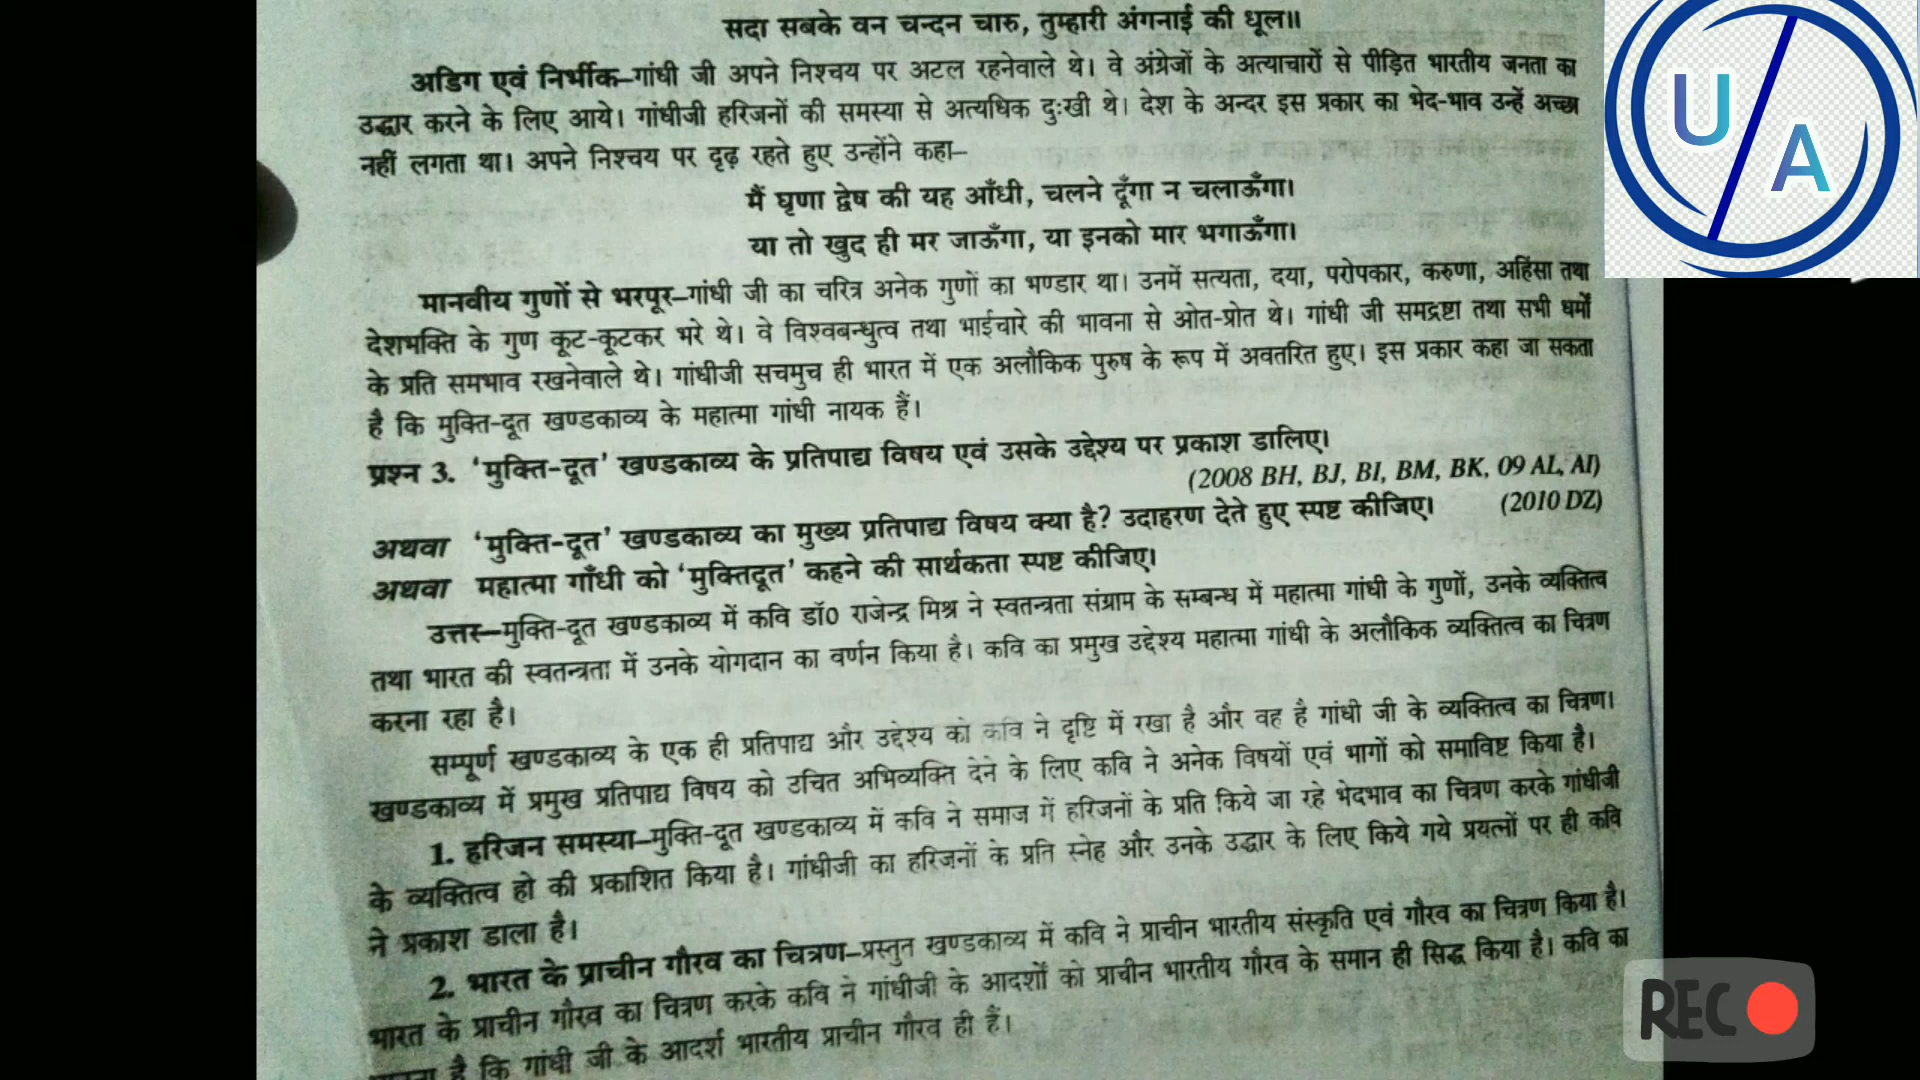 सदा सबके वन चन्दन चारु, तुम्हारी अंगनाई की धूल॥
अडिग एवं निर्भीक–गांधी जी अपने निश्चय पर अटल रहनेवाले थे। वे अंग्रेजों के अत्याचारों से पीड़ित भारतीय जनता का
उद्धार करने के लिए आये। गांधीजी हरिजनों की समस्या से अत्यधिक दुःखी थे। देश के अन्दर इस प्रकार का भेद-भाव उन्हें अच्छा
नहीं लगता था। अपने निश्चय पर दृढ़ रहते हुए उन्होंने कहा–
मैं घृणा द्वेष की यह आँधी, चलने दूँगा न चलाऊँगा।
या तो खुद ही मर जाऊँगा, या इनको मार भगाऊँगा।
मानवीय गुणों से भरपूर–गांधी जी का चरित्र अनेक गुणों का भण्डार था। उनमें सत्यता, दया, परोपकार, करुणा, अहिंसा तथा
देशभक्ति के गुण कूट-कूटकर भरे थे। वे विश्वबन्धुत्व तथा भाईचारे की भावना से ओत-प्रोत थे। गांधी जी समद्रष्टा तथा सभी धर्मों
के प्रति समभाव रखनेवाले थे। गांधीजी सचमुच ही भारत में एक अलौकिक पुरुष के रूप में अवतरित हुए। इस प्रकार कहा जा सकता
है कि मुक्ति-दूत खण्डकाव्य के महात्मा गांधी नायक हैं।
प्रश्न 3. ‘मुक्ति-दूत’ खण्डकाव्य के प्रतिपाद्य विषय एवं उसके उद्देश्य पर प्रकाश डालिए।
(2008 BH, BJ, BI, BM, BK, 09 AL, AI)
अथवा ‘मुक्ति-दूत’ खण्डकाव्य का मुख्य प्रतिपाद्य विषय क्या है? उदाहरण देते हुए स्पष्ट कीजिए। (2010 DZ)
अथवा महात्मा गाँधी को ‘मुक्तिदूत’ कहने की सार्थकता स्पष्ट कीजिए।
उत्तर–मुक्ति-दूत खण्डकाव्य में कवि डॉ0 राजेन्द्र मिश्र ने स्वतन्त्रता संग्राम के सम्बन्ध में महात्मा गांधी के गुणों, उनके व्यक्तित्व
तथा भारत की स्वतन्त्रता में उनके योगदान का वर्णन किया है। कवि का प्रमुख उद्देश्य महात्मा गांधी के अलौकिक व्यक्तित्व का चित्रण
करना रहा है।
सम्पूर्ण खण्डकाव्य के एक ही प्रतिपाद्य और उद्देश्य को कवि ने दृष्टि में रखा है और वह है गांधी जी के व्यक्तित्व का चित्रण।
खण्डकाव्य में प्रमुख प्रतिपाद्य विषय को उचित अभिव्यक्ति देने के लिए कवि ने अनेक विषयों एवं भागों को समाविष्ट किया है।
1. हरिजन समस्या–मुक्ति-दूत खण्डकाव्य में कवि ने समाज में हरिजनों के प्रति किये जा रहे भेदभाव का चित्रण करके गांधीजी
के व्यक्तित्व हो की प्रकाशित किया है। गांधीजी का हरिजनों के प्रति स्नेह और उनके उद्धार के लिए किये गये प्रयत्नों पर ही कवि
ने प्रकाश डाला है।
2. भारत के प्राचीन गौरव का चित्रण–प्रस्तुत खण्डकाव्य में कवि ने प्राचीन भारतीय संस्कृति एवं गौरव का चित्रण किया है।
भारत के प्राचीन गौरव का चित्रण करके कवि ने गांधीजी के आदर्शों को प्राचीन भारतीय गौरव के समान ही सिद्ध किया है। कवि का
है कि गांधी जी के आदर्श भारतीय प्राचीन गौरव ही हैं।
U/A
REC